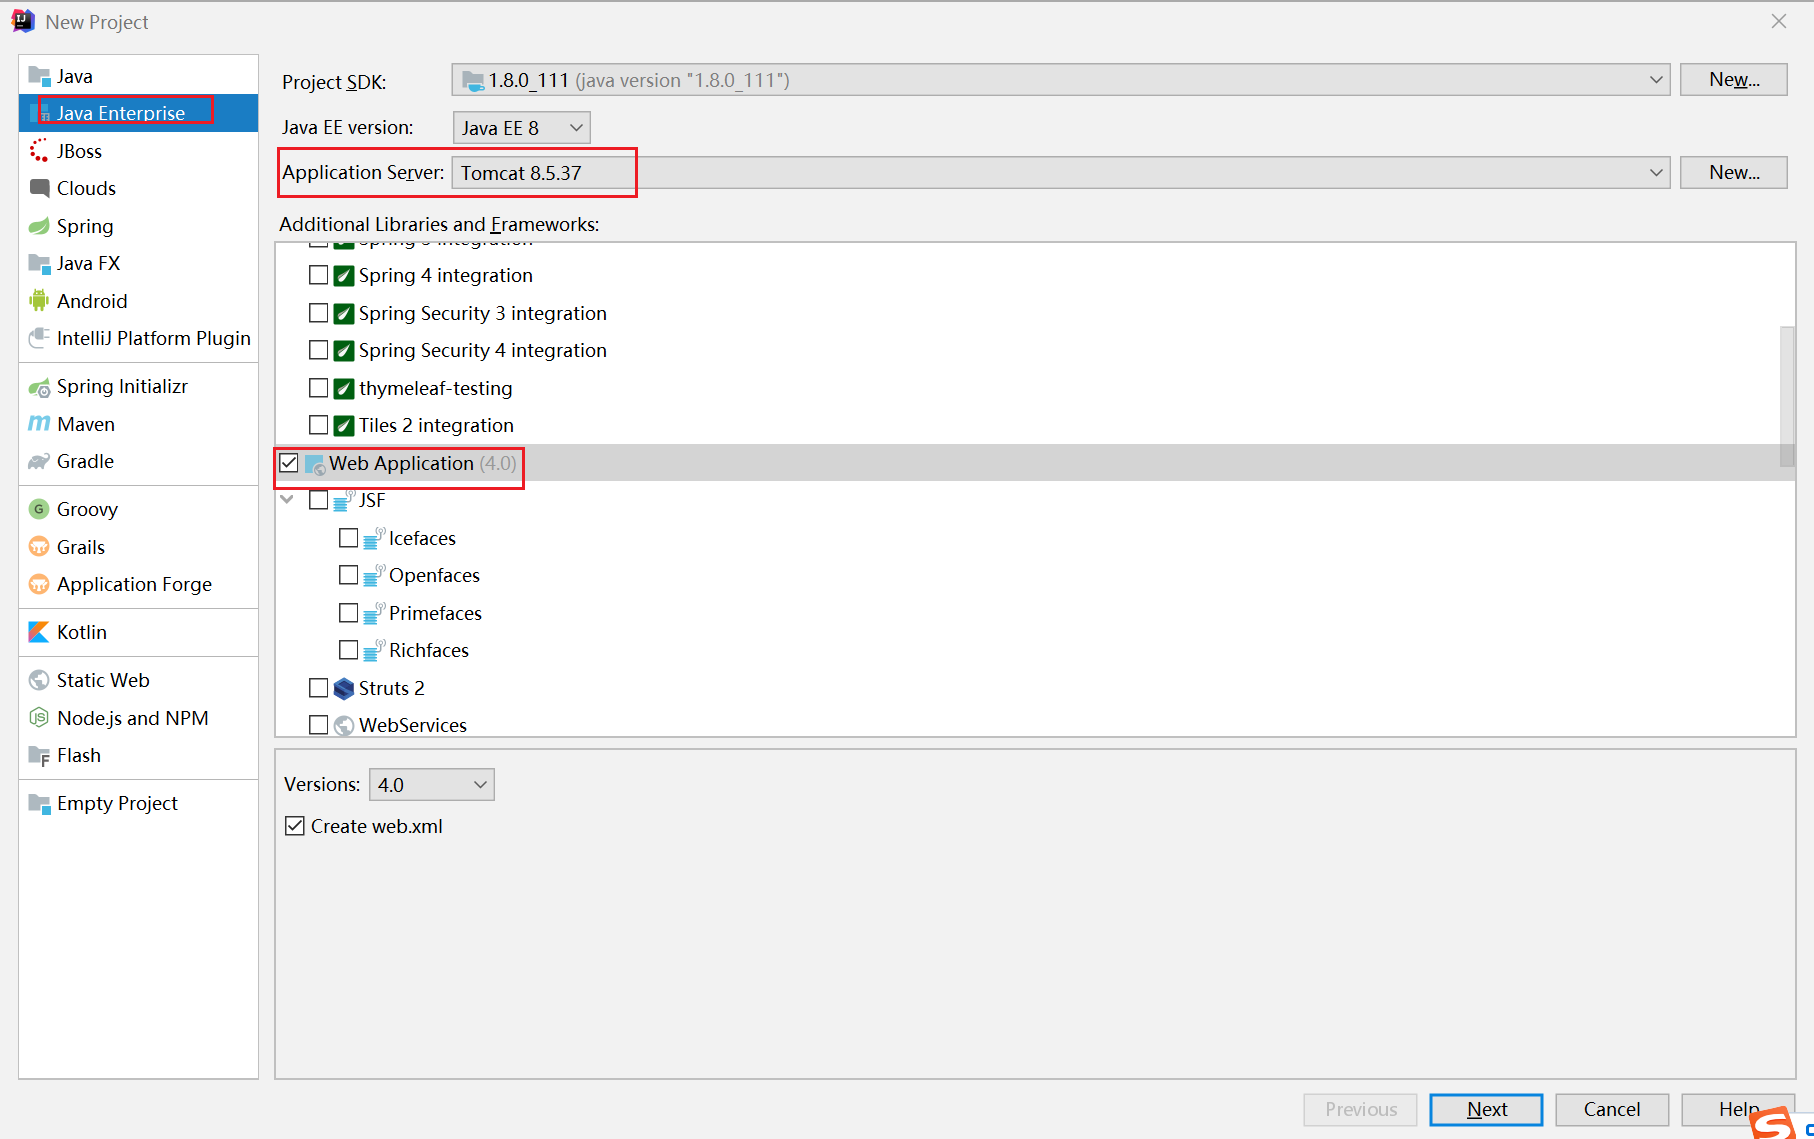 New Project
Java
Java Enterprise
JBoss
Clouds
Spring
Java FX
Android
IntelliJ Platform Plugin
Spring Initializr
Maven
Gradle
Groovy
Grails
Application Forge
Kotlin
Static Web
Node.js and NPM
Flash
Empty Project
Project SDK: 1.8.0_111 (java version "1.8.0_111") New...
Java EE version: Java EE 8
Application Server: Tomcat 8.5.37 New...
Additional Libraries and Frameworks:
Spring 4 integration
Spring Security 3 integration
Spring Security 4 integration
thymeleaf-testing
Tiles 2 integration
Web Application (4.0)
JSF
Icefaces
Openfaces
Primefaces
Richfaces
Struts 2
WebServices
Versions: 4.0
Create web.xml
Previous Next Cancel Help